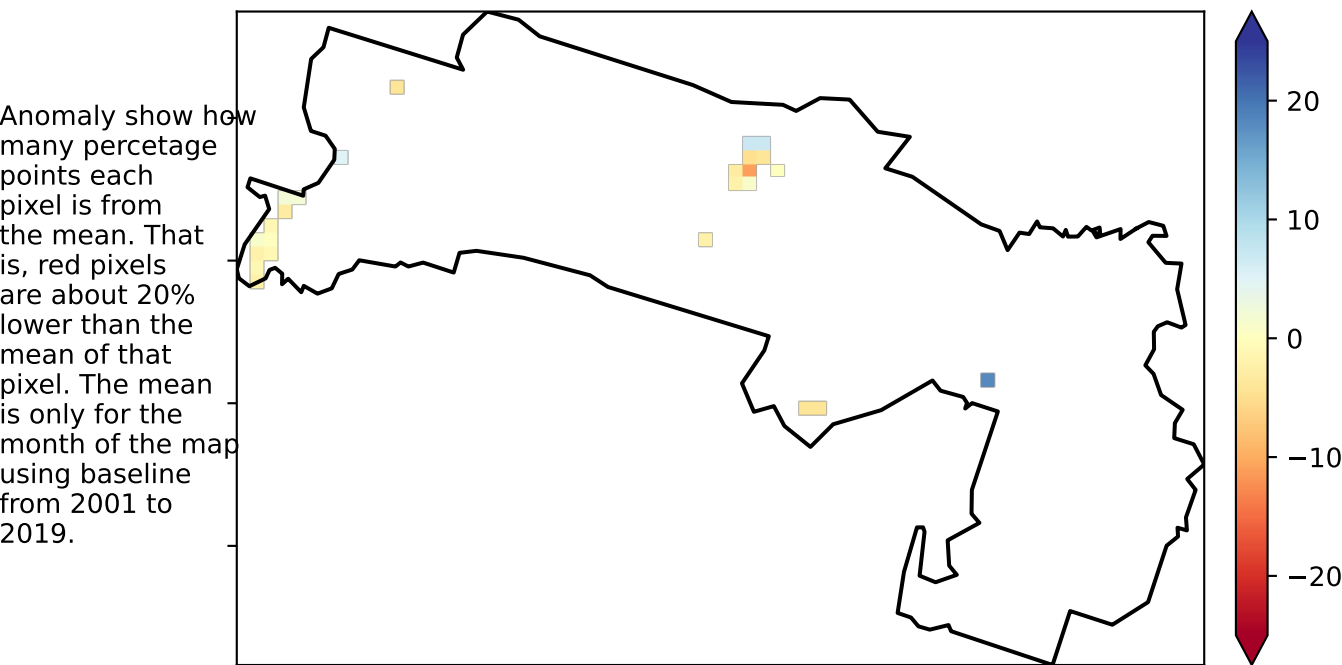 Anomaly show how
many percetage
points each
pixel is from
the mean. That
is, red pixels
are about 20%
lower than the
mean of that
pixel. The mean
is only for the
month of the map
using baseline
from 2001 to
2019.
20
10
0
−10
−20